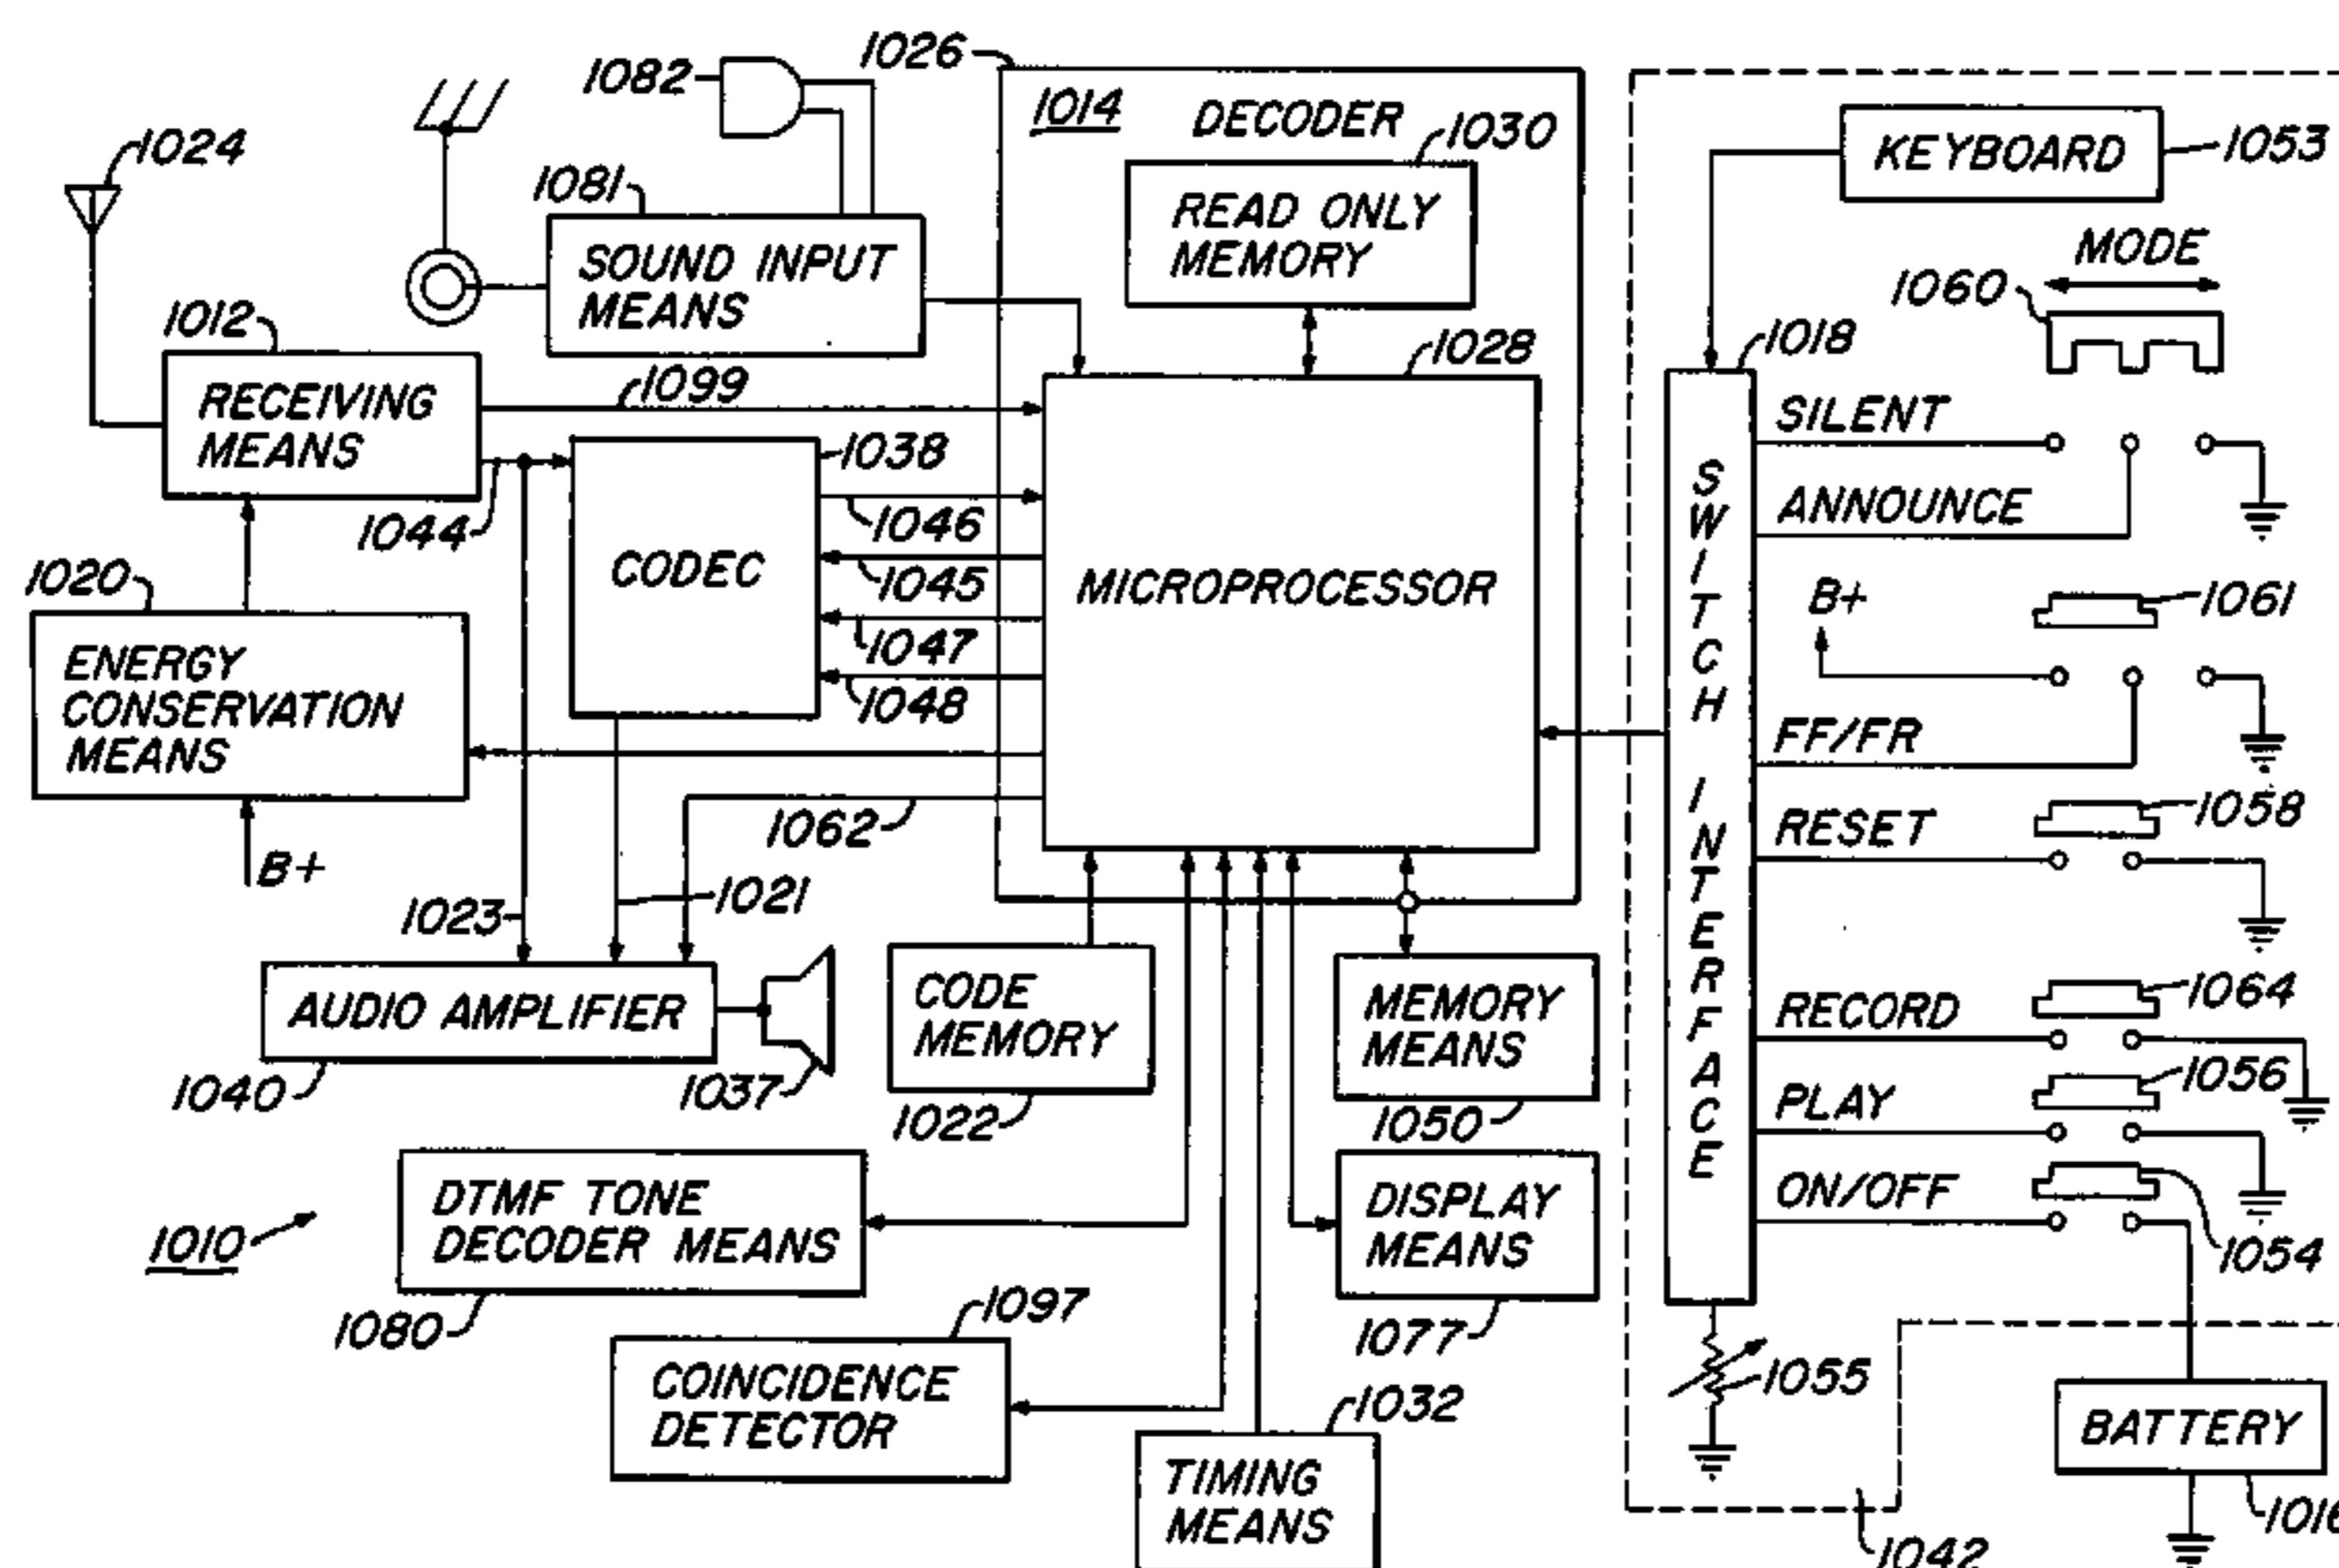 1026
1082
1014
DECODER
1030
KEYBOARD
1053
1024
1081
READ ONLY
MEMORY
SOUND INPUT
MEANS
MODE
1060
1012
1018
1028
1099
RECEIVING
MEANS
1044
1038
1046
CODEC
1045
1047
1048
MICROPROCESSOR
SWITCH INTERFACE
SILENT
ANNOUNCE
B+
1061
FF/FR
1020
ENERGY
CONSERVATION
MEANS
B+
1062
RESET
1058
1023
1021
AUDIO AMPLIFIER
1040
1037
CODE
MEMORY
1022
MEMORY
MEANS
1050
RECORD
1064
PLAY
1056
ON/OFF
1054
1010
DTMF TONE
DECODER MEANS
1080
DISPLAY
MEANS
1077
1097
COINCIDENCE
DETECTOR
1032
TIMING
MEANS
1055
BATTERY
1016
1042